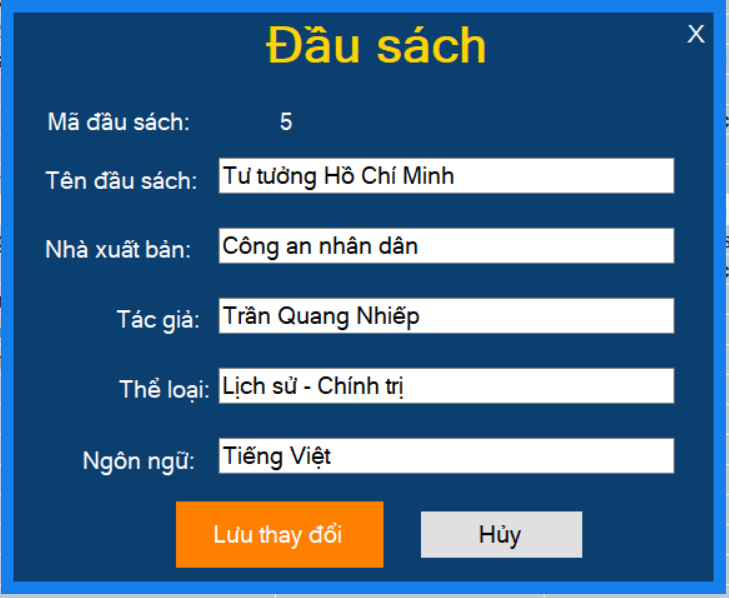 Đầu sách
X
Mã đầu sách: 5
Tên đầu sách: Tư tưởng Hồ Chí Minh
Nhà xuất bản: Công an nhân dân
Tác giả: Trần Quang Nhiếp
Thể loại: Lịch sử - Chính trị
Ngôn ngữ: Tiếng Việt
Lưu thay đổi Hủy